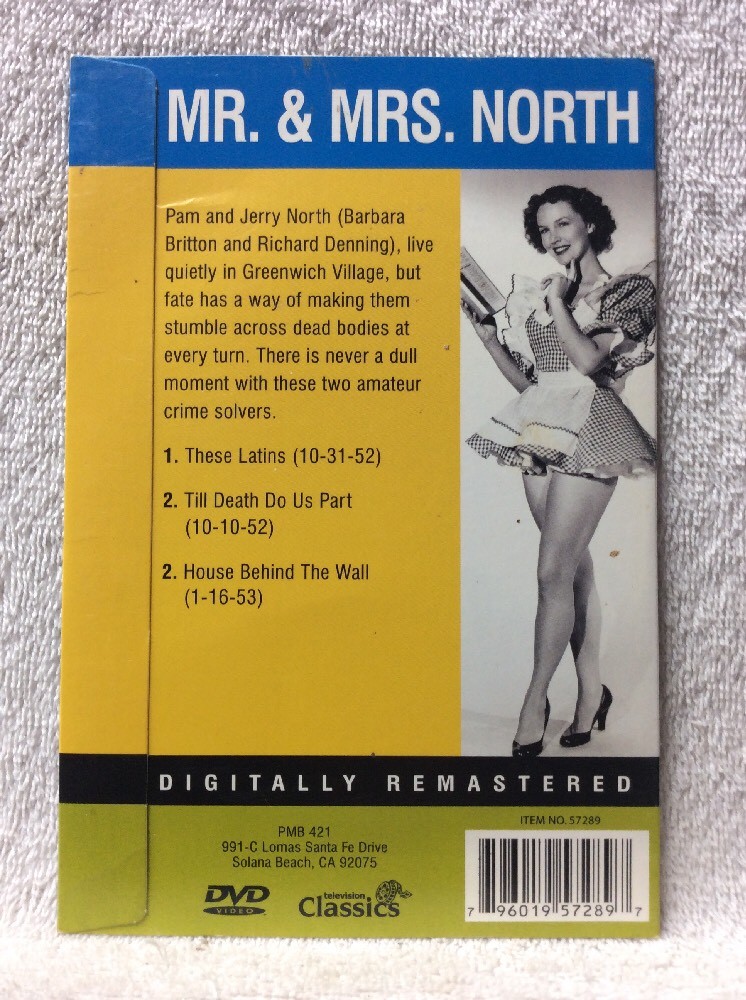 MR. & MRS. NORTH
Pam and Jerry North (Barbara
Britton and Richard Denning), live
quietly in Greenwich Village, but
fate has a way of making them
stumble across dead bodies at
every turn. There is never a dull
moment with these two amateur
crime solvers.
1. These Latins (10-31-52)
2. Till Death Do Us Part
(10-10-52)
2. House Behind The Wall
(1-16-53)
DIGITALLY REMASTERED
PMB 421
991-C Lomas Santa Fe Drive
Solana Beach, CA 92075
DVD
VIDEO
television
Classics
ITEM NO. 57289
7 96019 57289 7